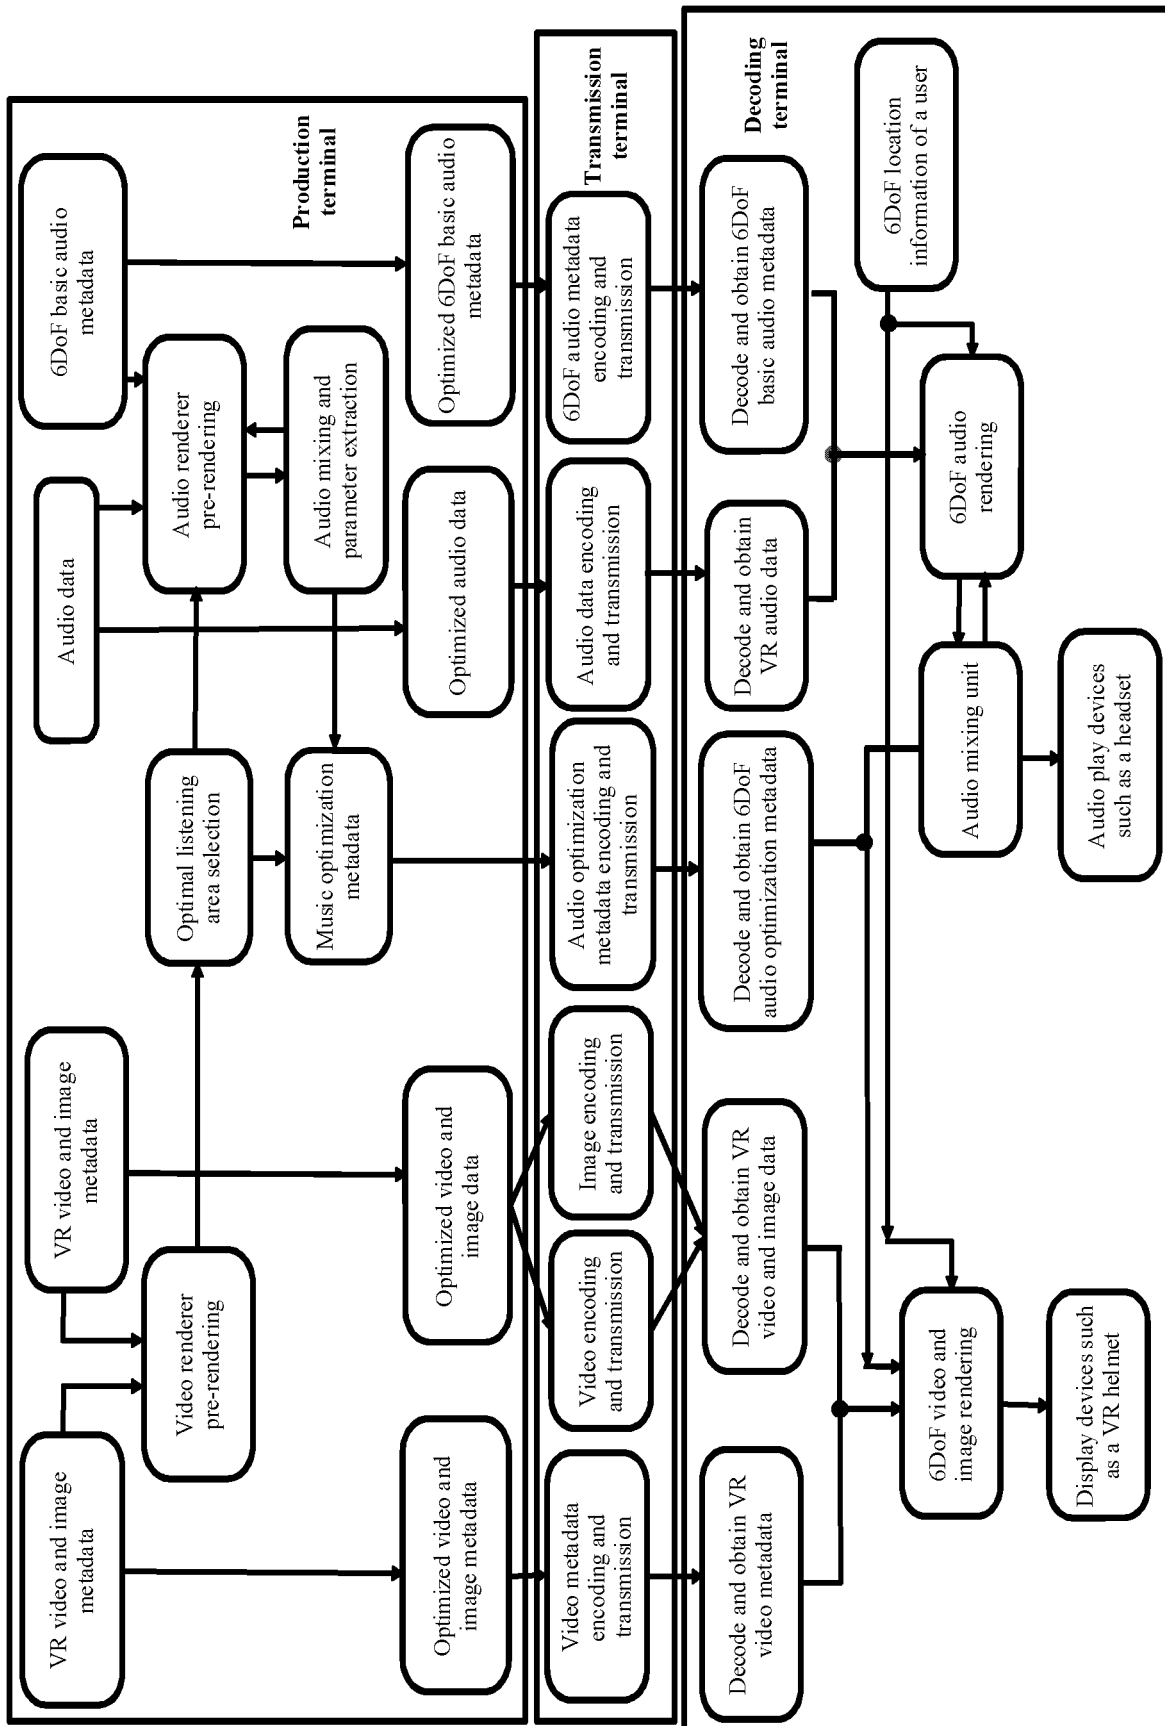 VR video and image
metadata
VR video and image
metadata
Audio data
6DoF basic audio
metadata
Video renderer
pre-rendering
Optimal listening
area selection
Audio renderer
pre-rendering
Music optimization
metadata
Audio mixing and
parameter extraction
Production
terminal
Optimized video and
image metadata
Optimized video and
image data
Optimized audio data
Optimized 6DoF basic audio
metadata
Video metadata
encoding and
transmission
Video encoding
and transmission
Image encoding
and transmission
Audio optimization
metadata encoding and
transmission
Audio data encoding
and transmission
6DoF audio metadata
encoding and
transmission
Transmission
terminal
Decode and obtain VR
video metadata
Decode and obtain VR
video and image data
Decode and obtain 6DoF
audio optimization metadata
Decode and obtain
VR audio data
Decode and obtain 6DoF
basic audio metadata
Decoding
terminal
6DoF location
information of a user
6DoF video and
image rendering
Audio mixing unit
6DoF audio
rendering
Display devices such
as a VR helmet
Audio play devices
such as a headset